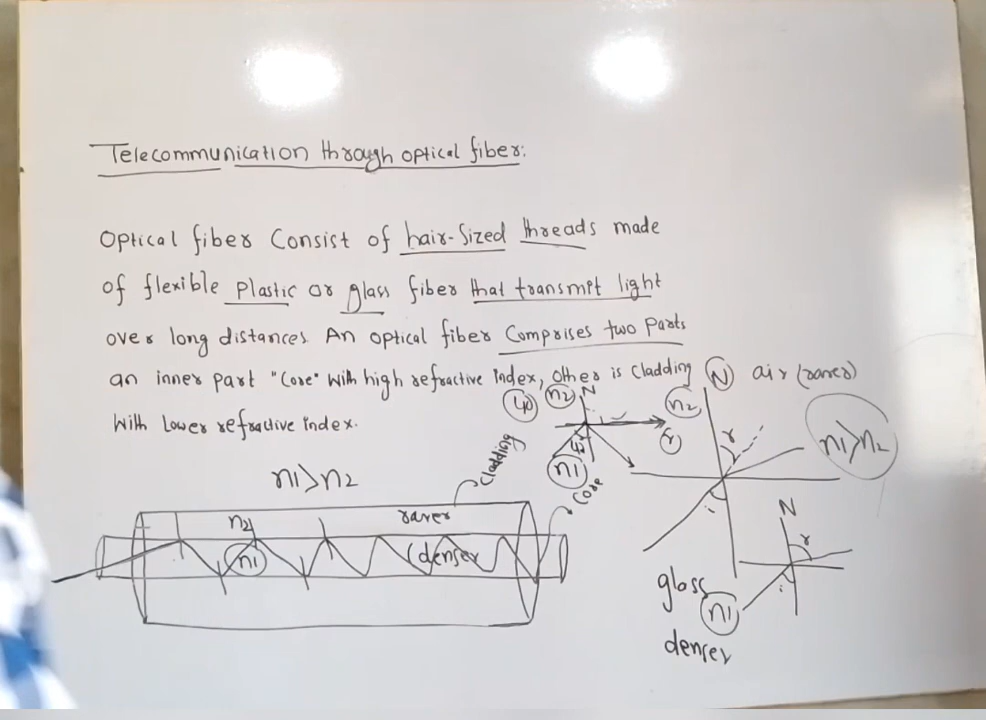 Telecommunication through optical fiber:
Optical fiber Consist of hair-Sized threads made
of flexible Plastic or glass fiber that transmit light
over long distances. An optical fiber Comprises two Parts
an inner part "Core" With high refractive Index, Other is Cladding
With Lower refractive index.
N air (rarer)
n2 N n2
r
n1
r
n1>n2
n1>n2
Cladding
Core
n2 rarer
n1 (denser
i
N
r
i
glass
n1
denser